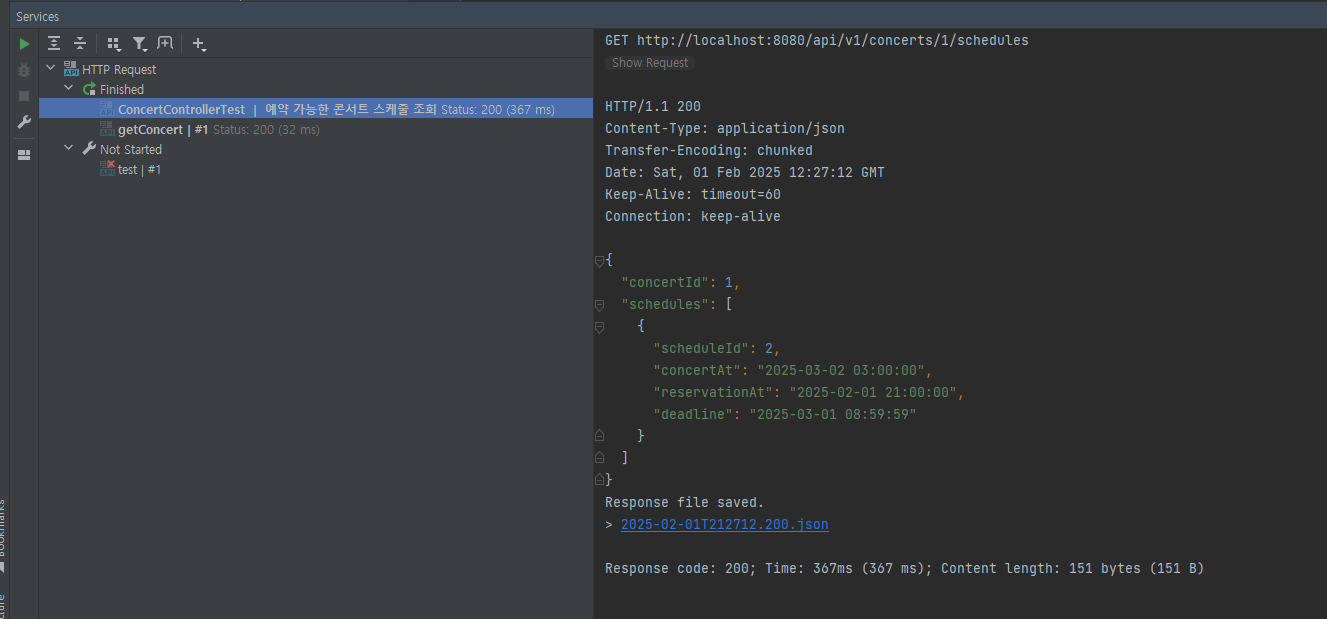 Services
HTTP Request
Finished
ConcertControllerTest | 예약 가능한 콘서트 스케줄 조회 Status: 200 (367 ms)
getConcert | #1 Status: 200 (32 ms)
Not Started
test | #1
GET http://localhost:8080/api/v1/concerts/1/schedules
Show Request
HTTP/1.1 200
Content-Type: application/json
Transfer-Encoding: chunked
Date: Sat, 01 Feb 2025 12:27:12 GMT
Keep-Alive: timeout=60
Connection: keep-alive
{
"concertId": 1,
"schedules": [
{
"scheduleId": 2,
"concertAt": "2025-03-02 03:00:00",
"reservationAt": "2025-02-01 21:00:00",
"deadline": "2025-03-01 08:59:59"
}
]
}
Response file saved.
> 2025-02-01T212712.200.json
Response code: 200; Time: 367ms (367 ms); Content length: 151 bytes (151 B)